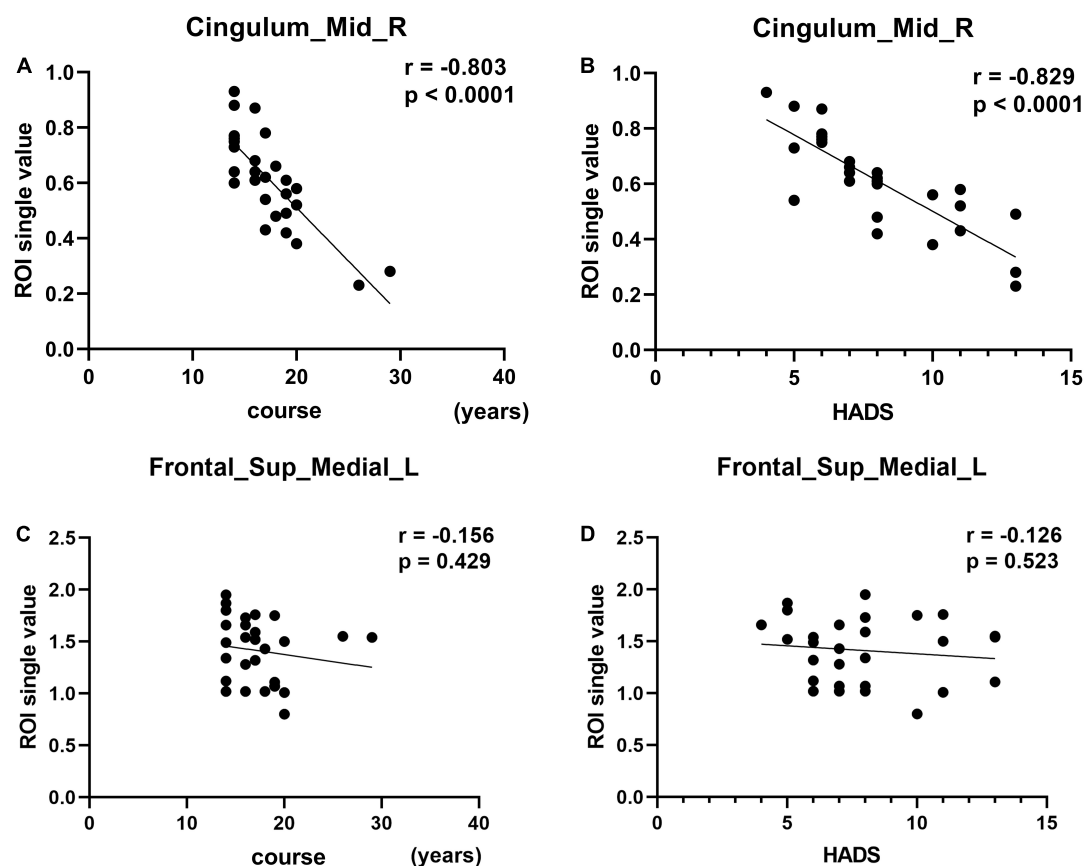 Cingulum_Mid_R
A
r = -0.803
p < 0.0001
1.0
0.8
0.6
0.4
0.2
0.0
ROI single value
0 10 20 30 40
course (years)
Cingulum_Mid_R
B
r = -0.829
p < 0.0001
1.0
0.8
0.6
0.4
0.2
0.0
ROI single value
0 5 10 15
HADS
Frontal_Sup_Medial_L
C
r = -0.156
p = 0.429
2.5
2.0
1.5
1.0
0.5
0.0
ROI single value
0 10 20 30 40
course (years)
Frontal_Sup_Medial_L
D
r = -0.126
p = 0.523
2.5
2.0
1.5
1.0
0.5
0.0
ROI single value
0 5 10 15
HADS